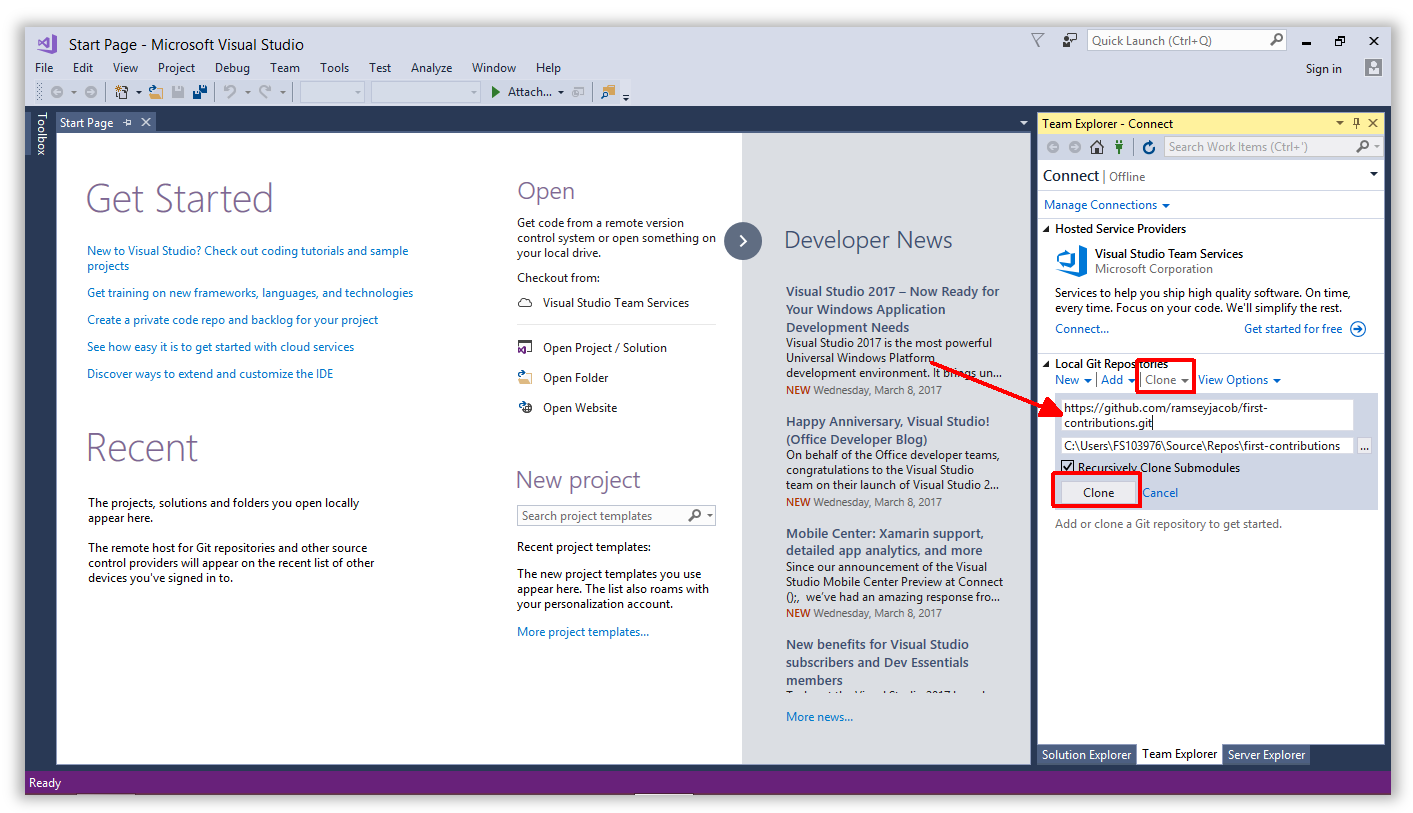 Start Page - Microsoft Visual Studio
Quick Launch (Ctrl+Q)
File Edit View Project Debug Team Tools Test Analyze Window Help
Sign in
Attach...
Toolbox
Start Page
Get Started
New to Visual Studio? Check out coding tutorials and sample
projects
Get training on new frameworks, languages, and technologies
Create a private code repo and backlog for your project
See how easy it is to get started with cloud services
Discover ways to extend and customize the IDE
Recent
The projects, solutions and folders you open locally
appear here.
The remote host for Git repositories and other source
control providers will appear on the recent list of other
devices you've signed in to.
Open
Get code from a remote version
control system or open something on
your local drive.
Checkout from:
Visual Studio Team Services
Open Project / Solution
Open Folder
Open Website
New project
Search project templates
Recent project templates:
The new project templates you use
appear here. The list also roams with
your personalization account.
More project templates...
Developer News
Visual Studio 2017 – Now Ready for
Your Windows Application
Development Needs
Visual Studio 2017 is the most powerful
Universal Windows Platform
development environment. It brings un...
NEW Wednesday, March 8, 2017
Happy Anniversary, Visual Studio!
(Office Developer Blog)
On behalf of the Office developer teams,
congratulations to the Visual Studio
team on their launch of Visual Studio 2...
NEW Wednesday, March 8, 2017
Mobile Center: Xamarin support,
detailed app analytics, and more
Since our announcement of the Visual
Studio Mobile Center Preview at Connect
();, we've had an amazing response fro...
NEW Wednesday, March 8, 2017
New benefits for Visual Studio
subscribers and Dev Essentials
members
More news...
Team Explorer - Connect
Search Work Items (Ctrl+')
Connect | Offline
Manage Connections
Hosted Service Providers
Visual Studio Team Services
Microsoft Corporation
Services to help you ship high quality software. On time,
every time. Focus on your code. We'll simplify the rest.
Connect... Get started for free
Local Git Repositories
New | Add | Clone | View Options
https://github.com/ramseyjacob/first-
contributions.git
C:\Users\FS103976\Source\Repos\first-contributions ...
Recursively Clone Submodules
Clone Cancel
Add or clone a Git repository to get started.
Solution Explorer Team Explorer Server Explorer
Ready